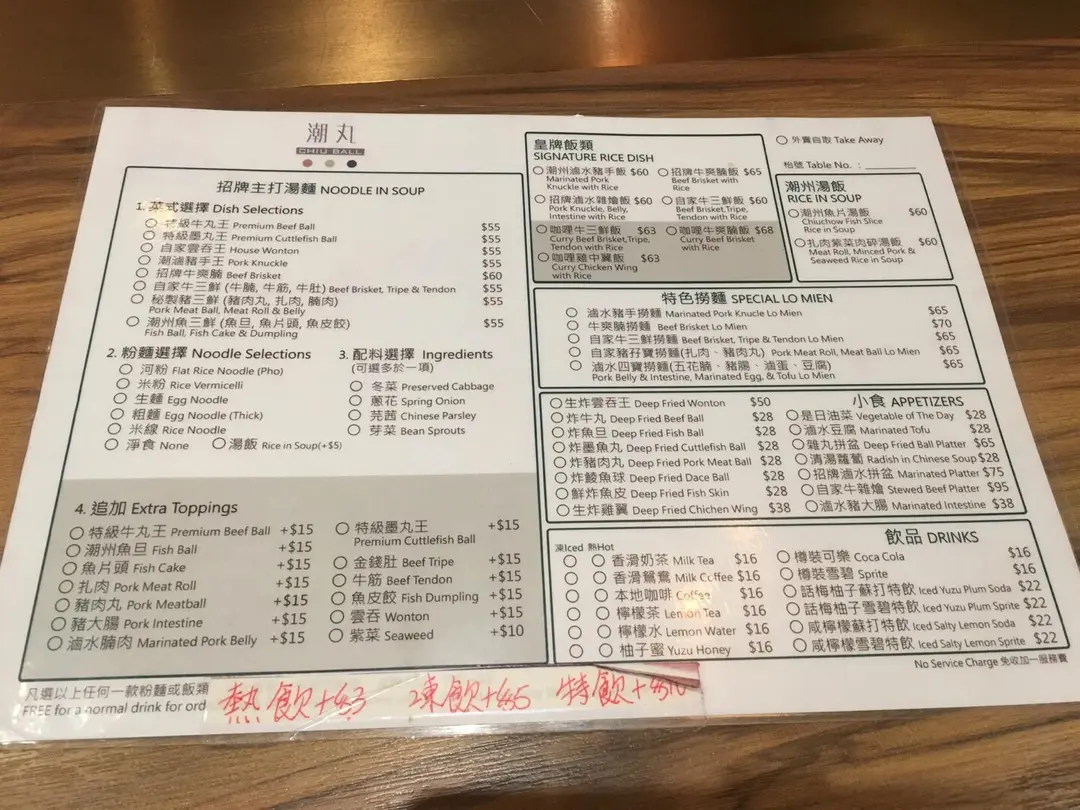 潮丸
CHIU BALL
招牌主打湯麵 NOODLE IN SOUP
1. 菜式選擇 Dish Selections
特級牛丸王 Premium Beef Ball $55
特級墨丸王 Premium Cuttlefish Ball $55
自家雲吞王 House Wonton $55
潮滷豬手王 Pork Knuckle $55
招牌牛爽腩 Beef Brisket $60
自家牛三鮮 (牛腩, 牛筋, 牛肚) Beef Brisket, Tripe & Tendon $55
秘製豬三鮮 (豬肉丸, 扎肉, 腩肉) $55
Pork Meat Ball, Meat Roll & Belly
潮州魚三鮮 (魚旦, 魚片頭, 魚皮餃) $55
Fish Ball, Fish Cake & Dumpling
2. 粉麵選擇 Noodle Selections
河粉 Flat Rice Noodle (Pho)
米粉 Rice Vermicelli
生麵 Egg Noodle
粗麵 Egg Noodle (Thick)
米線 Rice Noodle
淨食 None 湯飯 Rice in Soup(+$5)
3. 配料選擇 Ingredients
(可選多於一項)
冬菜 Preserved Cabbage
蔥花 Spring Onion
芫茜 Chinese Parsley
芽菜 Bean Sprouts
4. 追加 Extra Toppings
特級牛丸王 Premium Beef Ball +$15
潮州魚旦 Fish Ball +$15
魚片頭 Fish Cake +$15
扎肉 Pork Meat Roll +$15
豬肉丸 Pork Meatball +$15
豬大腸 Pork Intestine +$15
滷水腩肉 Marinated Pork Belly +$15
特級墨丸王 +$15
Premium Cuttlefish Ball
金錢肚 Beef Tripe +$15
牛筋 Beef Tendon +$15
魚皮餃 Fish Dumpling +$15
雲吞 Wonton +$15
紫菜 Seaweed +$10
凡選以上任何一款粉麵或飯類
FREE for a normal drink for ord
熱飲+$3 凍飲+$5 特飲+$10
皇牌飯類
SIGNATURE RICE DISH
潮州滷水豬手飯 $60
Marinated Pork
Knuckle with Rice
招牌滷水雜燴飯 $60
Pork Knuckle, Belly,
Intestine with Rice
咖哩牛三鮮飯 $63
Curry Beef Brisket,Tripe,
Tendon with Rice
咖哩雞中翼飯 $63
Curry Chicken Wing
with Rice
招牌牛爽腩飯 $65
Beef Brisket with
Rice
自家牛三鮮飯 $60
Beef Brisket,Tripe,
Tendon with Rice
咖哩牛爽腩飯 $68
Curry Beef Brisket
with Rice
外賣自取 Take Away
枱號 Table No. :
潮州湯飯
RICE IN SOUP
潮州魚片湯飯 $60
Chiuchow Fish Slice
Rice in Soup
扎肉紫菜肉碎湯飯 $60
Meat Roll, Minced Pork &
Seaweed Rice in Soup
特色撈麵 SPECIAL LO MIEN
滷水豬手撈麵 Marinated Pork Knucle Lo Mien $65
牛爽腩撈麵 Beef Brisket Lo Mien $70
自家牛三鮮撈麵 Beef Brisket, Tripe & Tendon Lo Mien $65
自家豬孖寶撈麵(扎肉、豬肉丸) Pork Meat Roll, Meat Ball Lo Mien $65
滷水四寶撈麵(五花腩、豬腸、滷蛋、豆腐) $65
Pork Belly & Intestine, Marinated Egg, & Tofu Lo Mien
小食 APPETIZERS
生炸雲吞王 Deep Fried Wonton $50
炸牛丸 Deep Fried Beef Ball $28
炸魚旦 Deep Fried Fish Ball $28
炸墨魚丸 Deep Fried Cuttlefish Ball $28
炸豬肉丸 Deep Fried Pork Meat Ball $28
炸鯪魚球 Deep Fried Dace Ball $28
鮮炸魚皮 Deep Fried Fish Skin $28
生炸雞翼 Deep Fried Chichen Wing $38
是日油菜 Vegetable of The Day $28
滷水豆腐 Marinated Tofu $28
雜丸拼盆 Deep Fried Ball Platter $65
清湯蘿蔔 Radish in Chinese Soup $28
招牌滷水拼盆 Marinated Platter $75
自家牛雜燴 Stewed Beef Platter $95
滷水豬大腸 Marinated Intestine $38
飲品 DRINKS
凍Iced 熱Hot
香滑奶茶 Milk Tea $16
香滑鴛鴦 Milk Coffee $16
本地咖啡 Coffee $16
檸檬茶 Lemon Tea $16
檸檬水 Lemon Water $16
柚子蜜 Yuzu Honey $16
樽裝可樂 Coca Cola $16
樽裝雪碧 Sprite $16
話梅柚子蘇打特飲 Iced Yuzu Plum Soda $22
話梅柚子雪碧特飲 Iced Yuzu Plum Sprite $22
咸檸檬蘇打特飲 Iced Salty Lemon Soda $22
咸檸檬雪碧特飲 Iced Salty Lemon Sprite $22
No Service Charge 免收加一服務費